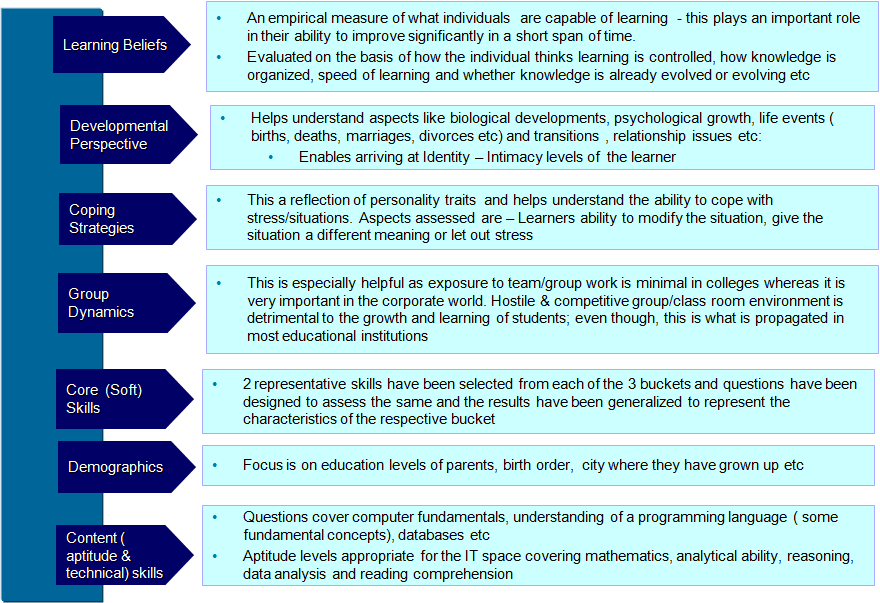 Learning Beliefs
• An empirical measure of what individuals are capable of learning - this plays an important role
in their ability to improve significantly in a short span of time.
• Evaluated on the basis of how the individual thinks learning is controlled, how knowledge is
organized, speed of learning and whether knowledge is already evolved or evolving etc
Developmental
Perspective
• Helps understand aspects like biological developments, psychological growth, life events (
births, deaths, marriages, divorces etc) and transitions , relationship issues etc:
• Enables arriving at Identity – Intimacy levels of the learner
Coping
Strategies
• This a reflection of personality traits and helps understand the ability to cope with
stress/situations. Aspects assessed are – Learners ability to modify the situation, give the
situation a different meaning or let out stress
Group
Dynamics
• This is especially helpful as exposure to team/group work is minimal in colleges whereas it is
very important in the corporate world. Hostile & competitive group/class room environment is
detrimental to the growth and learning of students; even though, this is what is propagated in
most educational institutions
Core (Soft)
Skills
• 2 representative skills have been selected from each of the 3 buckets and questions have been
designed to assess the same and the results have been generalized to represent the
characteristics of the respective bucket
Demographics
• Focus is on education levels of parents, birth order, city where they have grown up etc
Content (
aptitude &
technical) skills
• Questions cover computer fundamentals, understanding of a programming language ( some
fundamental concepts), databases etc
• Aptitude levels appropriate for the IT space covering mathematics, analytical ability, reasoning,
data analysis and reading comprehension